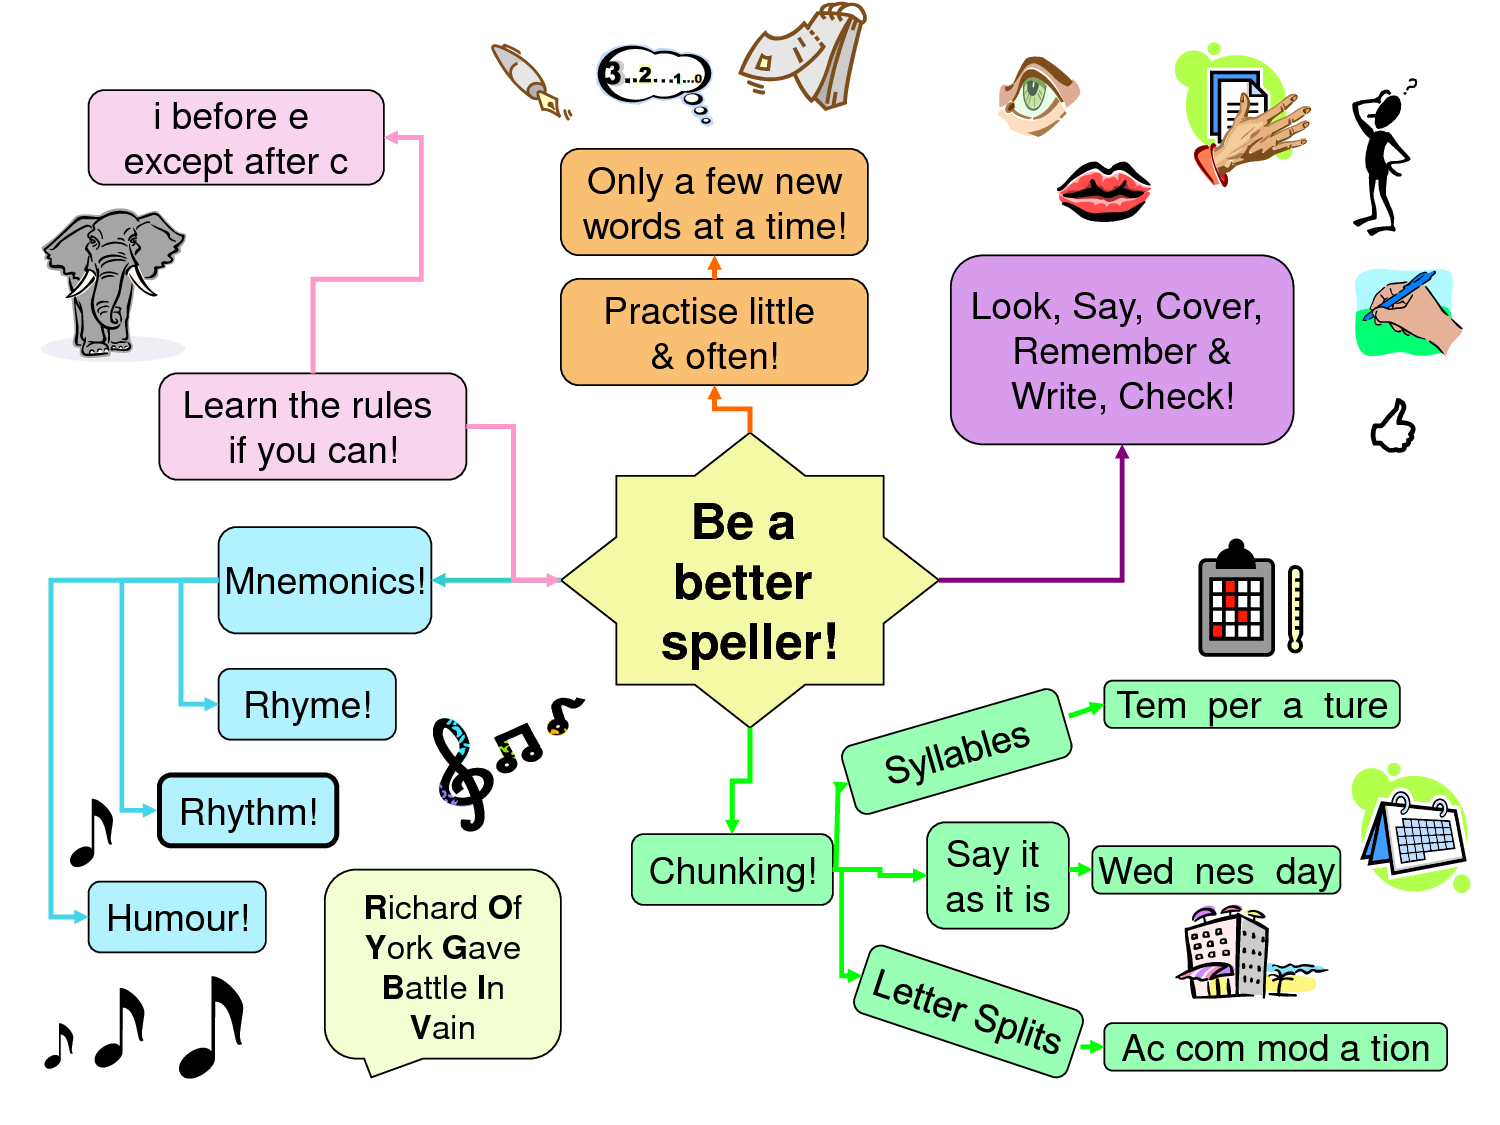 3..2...1...0
?
i before e
except after c
Only a few new
words at a time!
Practise little
& often!
Look, Say, Cover,
Remember &
Write, Check!
Learn the rules
if you can!
Be a
better
speller!
Mnemonics!
Rhyme!
Rhythm!
Humour!
Richard Of
York Gave
Battle In
Vain
Chunking!
Syllables
Tem per a ture
Say it
as it is
Wed nes day
Letter Splits
Ac com mod a tion